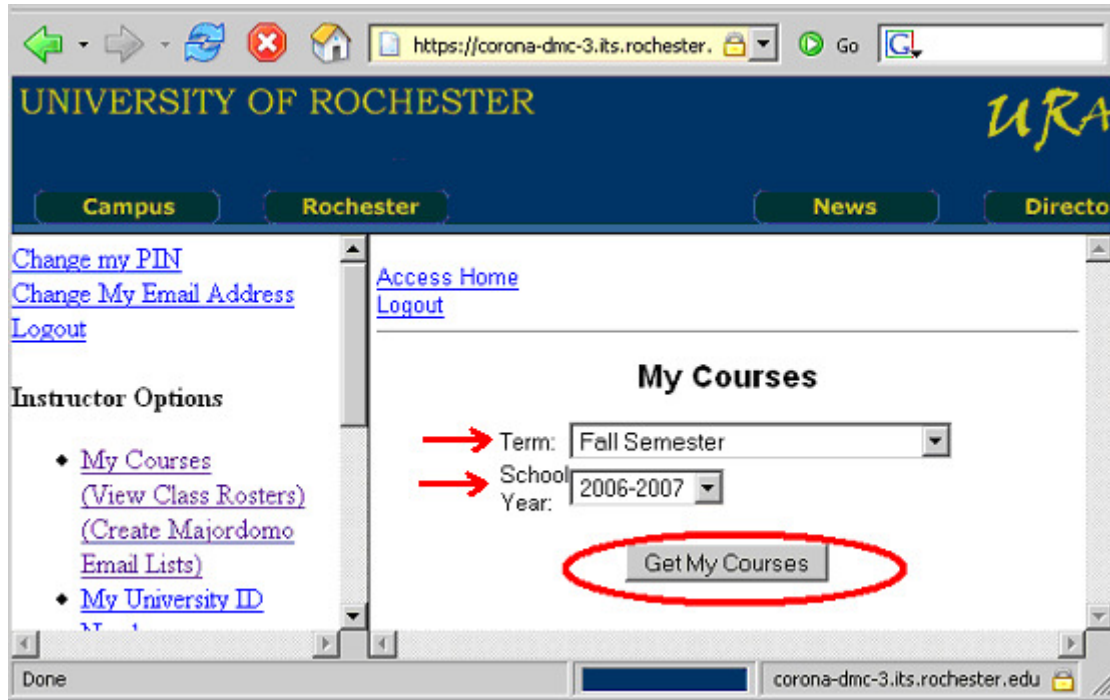 https://corona-dmc-3.its.rochester.
Go
G
UNIVERSITY OF ROCHESTER
URA
Campus
Rochester
News
Directo
Change my PIN
Change My Email Address
Logout
Instructor Options
My Courses
(View Class Rosters)
(Create Majordomo
Email Lists)
My University ID
Access Home
Logout
My Courses
Term: Fall Semester
School
Year: 2006-2007
Get My Courses
Done
corona-dmc-3.its.rochester.edu